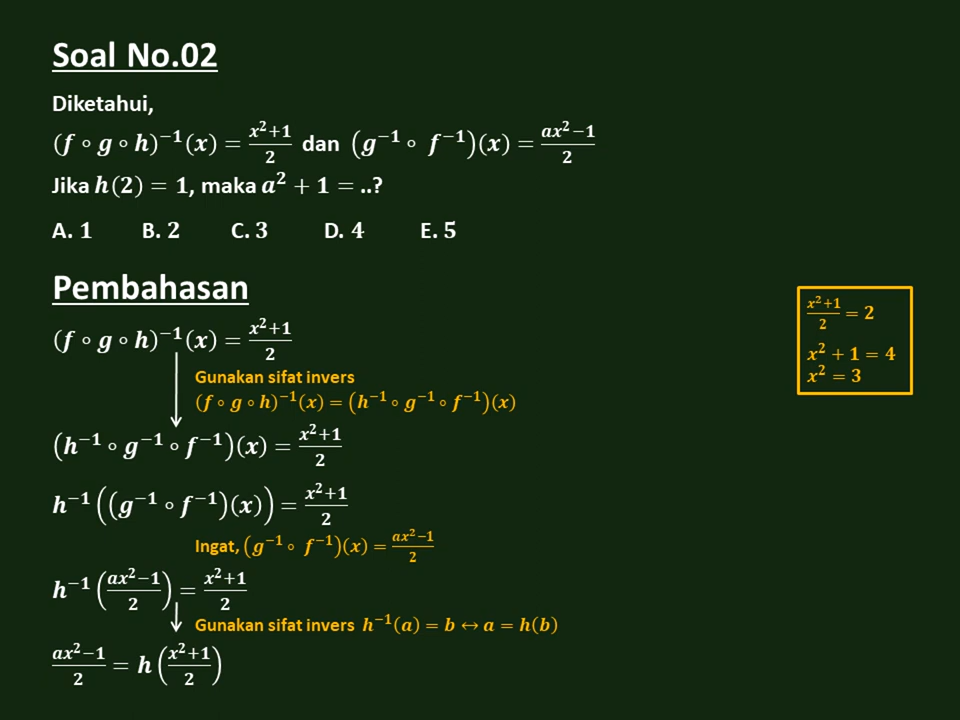 Soal No.02
Diketahui,
(f ∘ g ∘ h)⁻¹(x) = (x²+1)/2 dan (g⁻¹ ∘ f⁻¹)(x) = (ax²−1)/2
Jika h(2) = 1, maka a² + 1 = ..?
A. 1 B. 2 C. 3 D. 4 E. 5
Pembahasan
(f ∘ g ∘ h)⁻¹(x) = (x²+1)/2
Gunakan sifat invers
(f ∘ g ∘ h)⁻¹(x) = (h⁻¹ ∘ g⁻¹ ∘ f⁻¹)(x)
(h⁻¹ ∘ g⁻¹ ∘ f⁻¹)(x) = (x²+1)/2
h⁻¹((g⁻¹ ∘ f⁻¹)(x)) = (x²+1)/2
Ingat, (g⁻¹ ∘ f⁻¹)(x) = (ax²−1)/2
h⁻¹((ax²−1)/2) = (x²+1)/2
Gunakan sifat invers h⁻¹(a) = b ↔ a = h(b)
(ax²−1)/2 = h((x²+1)/2)
(x²+1)/2 = 2
x² + 1 = 4
x² = 3